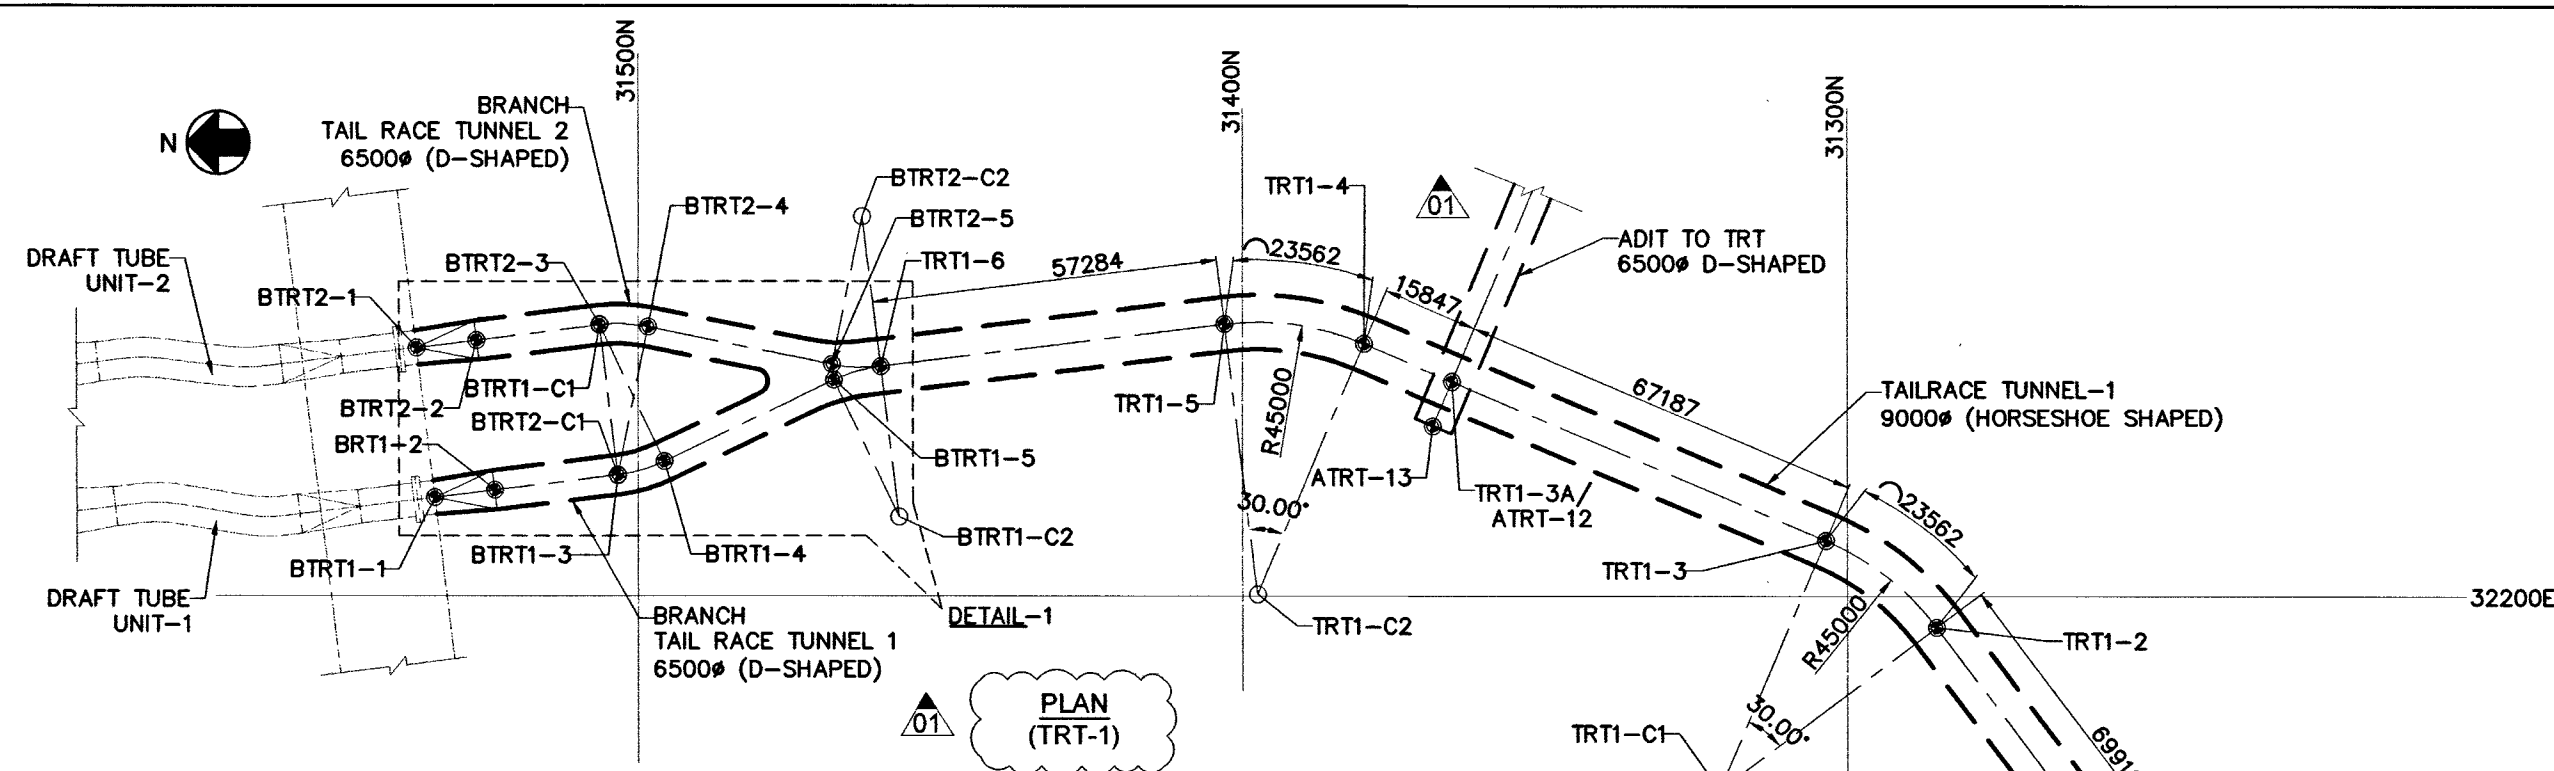 31500N
31400N
31300N
N
BRANCH
TAIL RACE TUNNEL 2
6500ø (D-SHAPED)
BTRT2-C2
BTRT2-4
BTRT2-5
TRT1-4
01
DRAFT TUBE
UNIT-2
BTRT2-3
TRT1-6
57284
23562
ADIT TO TRT
6500ø D-SHAPED
BTRT2-1
15847
BTRT1-C1
BTRT2-2
BTRT2-C1
BRT1-2
TRT1-5
R45000
67187
TAILRACE TUNNEL-1
9000ø (HORSESHOE SHAPED)
BTRT1-5
ATRT-13
TRT1-3A/
ATRT-12
30.00°
23562
BTRT1-1
BTRT1-3
BTRT1-4
BTRT1-C2
TRT1-3
DRAFT TUBE
UNIT-1
BRANCH
TAIL RACE TUNNEL 1
6500ø (D-SHAPED)
DETAIL-1
TRT1-C2
32200E
R45000
TRT1-2
01
PLAN
(TRT-1)
TRT1-C1
30.00°